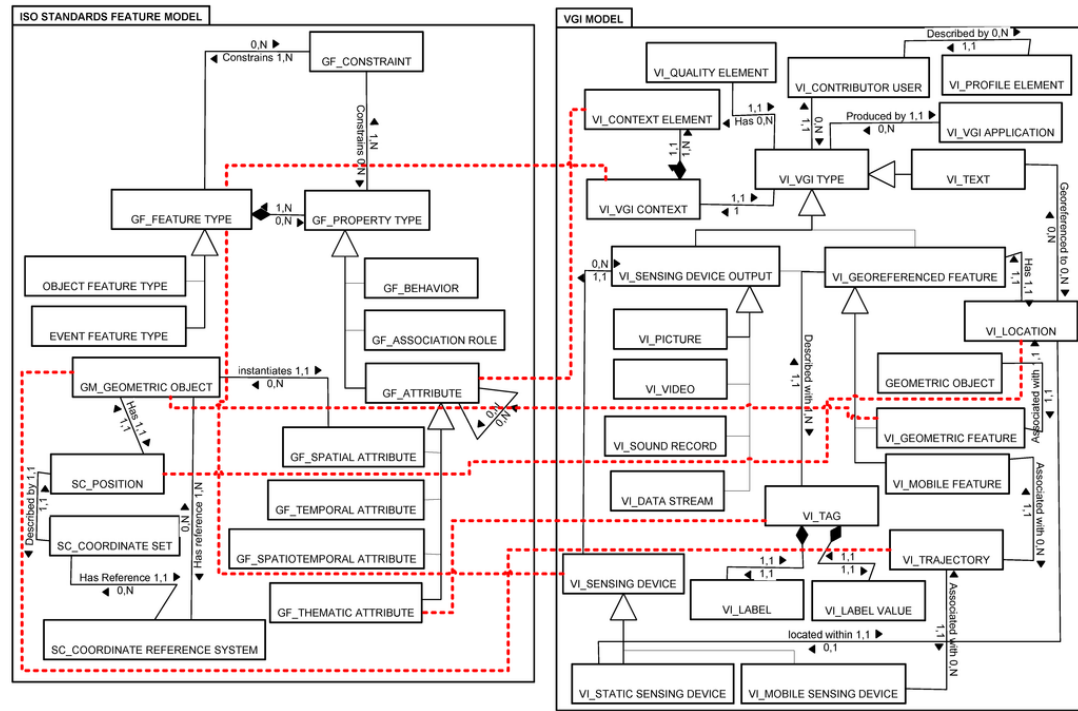 ISO STANDARDS FEATURE MODEL
0,N
Constrains 1,N
GF_CONSTRAINT
Constrains 0,N
1,N
GF_FEATURE TYPE
1,N
0,N
GF_PROPERTY TYPE
OBJECT FEATURE TYPE
EVENT FEATURE TYPE
GF_BEHAVIOR
GF_ASSOCIATION ROLE
GM_GEOMETRIC OBJECT
instantiates 1,1
0,N
GF_ATTRIBUTE
0,N
0,N
Has 1,1
1,1
GF_SPATIAL ATTRIBUTE
SC_POSITION
Described by 1,1
1,1
GF_TEMPORAL ATTRIBUTE
0,N
Has reference 1,N
SC_COORDINATE SET
GF_SPATIOTEMPORAL ATTRIBUTE
Has Reference 1,1
0,N
GF_THEMATIC ATTRIBUTE
SC_COORDINATE REFERENCE SYSTEM
VGI MODEL
Described by 0,N
1,1
VI_QUALITY ELEMENT
VI_CONTRIBUTOR USER
VI_PROFILE ELEMENT
VI_CONTEXT ELEMENT
1,1
Has 0,N
0,N
1,1
Produced by 1,1
0,N
VI_VGI APPLICATION
1,N
1,1
VI_VGI TYPE
VI_TEXT
VI_VGI CONTEXT
1,1
1
Georeferenced to 0,N
0,N
0,N
1,1
VI_SENSING DEVICE OUTPUT
VI_GEOREFERENCED FEATURE
Has 1,1
1,1
VI_LOCATION
VI_PICTURE
Described with 0,N
1,1
GEOMETRIC OBJECT
Associated with 1,1
VI_VIDEO
VI_GEOMETRIC FEATURE
VI_SOUND RECORD
VI_MOBILE FEATURE
VI_DATA STREAM
VI_TAG
Associated with 0,N
1,1
VI_TRAJECTORY
VI_SENSING DEVICE
1,1
1,1
1,1
1,1
VI_LABEL
VI_LABEL VALUE
Associated with 0,N
1,1
located within 1,1
0,1
VI_STATIC SENSING DEVICE
VI_MOBILE SENSING DEVICE